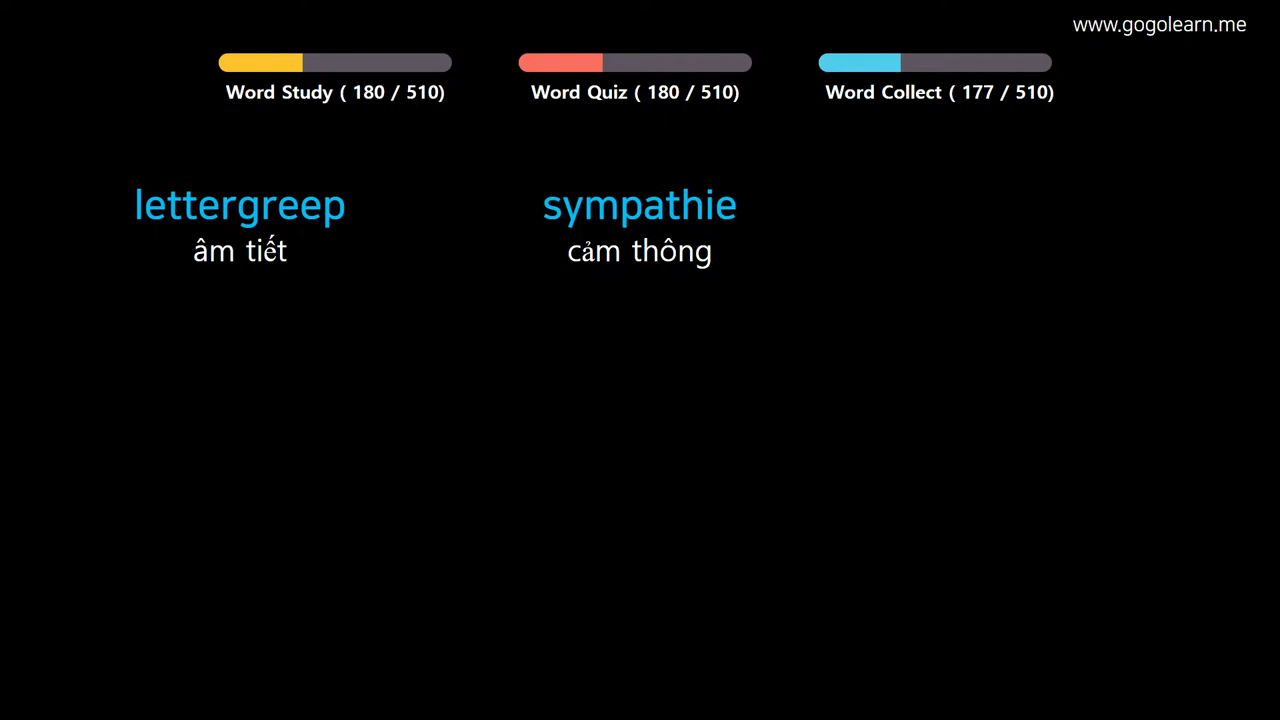 www.gogolearn.me
Word Study ( 180 / 510)
Word Quiz ( 180 / 510)
Word Collect ( 177 / 510)
lettergreep
âm tiết
sympathie
cảm thông